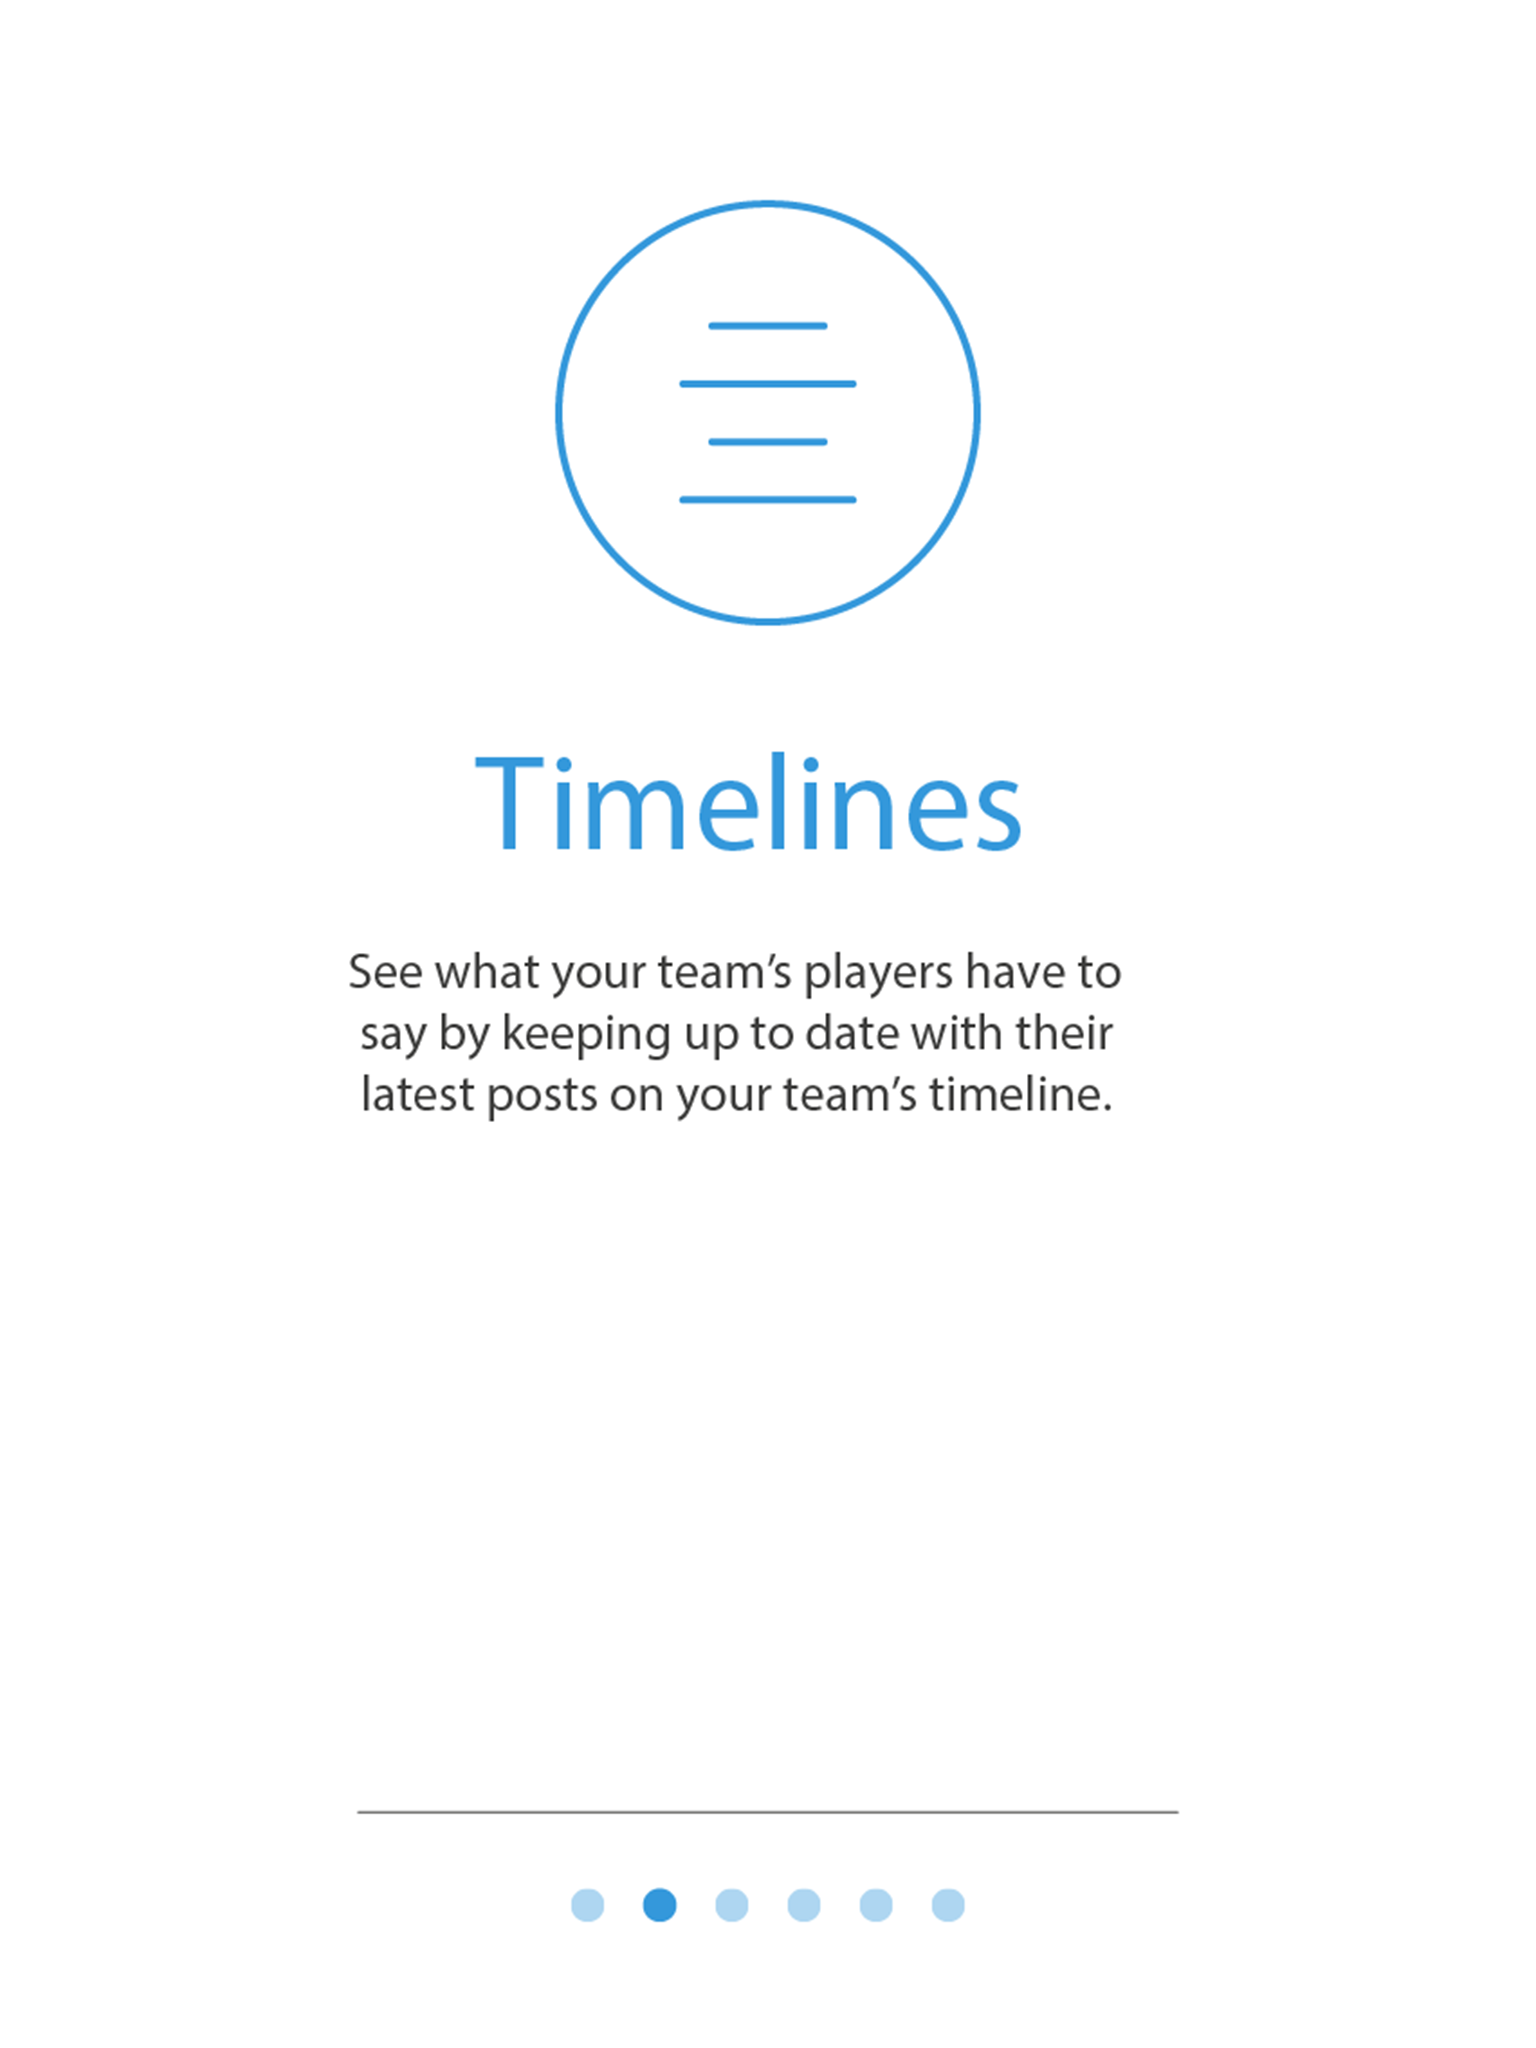 Timelines
See what your team’s players have to
say by keeping up to date with their
latest posts on your team’s timeline.